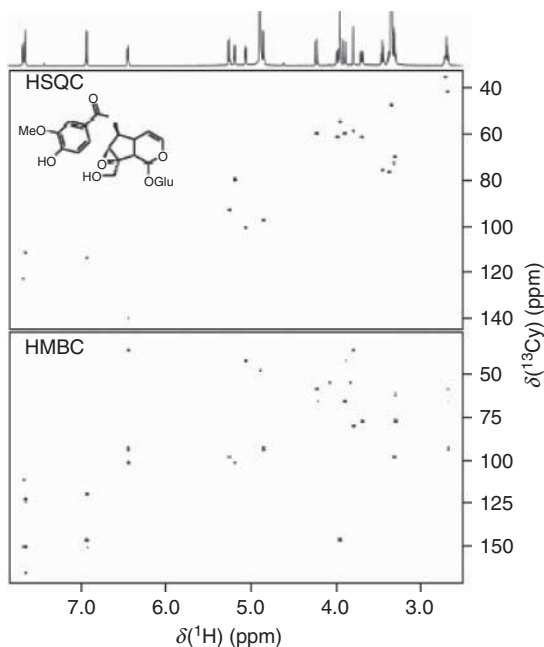 HSQC
O
MeO
HO
O
O
HO
OGlu
40
60
80
100
120
140
HMBC
50
75
100
125
150
δ(¹³Cy) (ppm)
7.0 6.0 5.0 4.0 3.0
δ(¹H) (ppm)